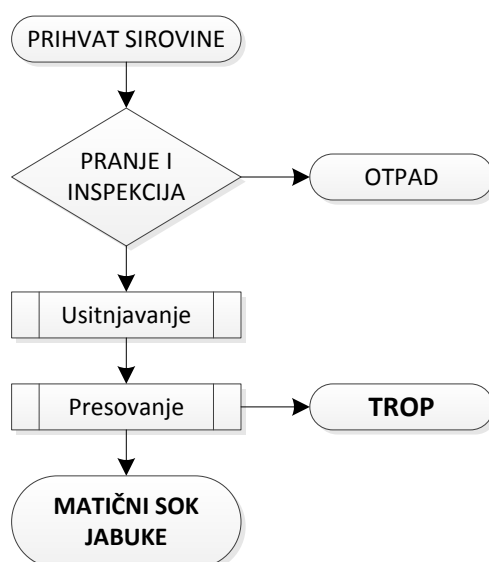 PRIHVAT SIROVINE
PRANJE I
INSPEKCIJA
OTPAD
Usitnjavanje
Presovanje
TROP
MATIČNI SOK
JABUKE